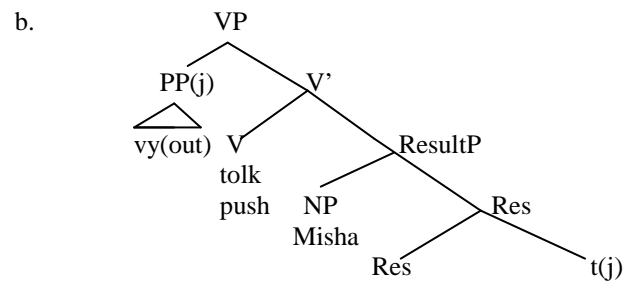 b. VP
PP(j) V’
vy(out) V ResultP
tolk
push NP Res
Misha
Res t(j)